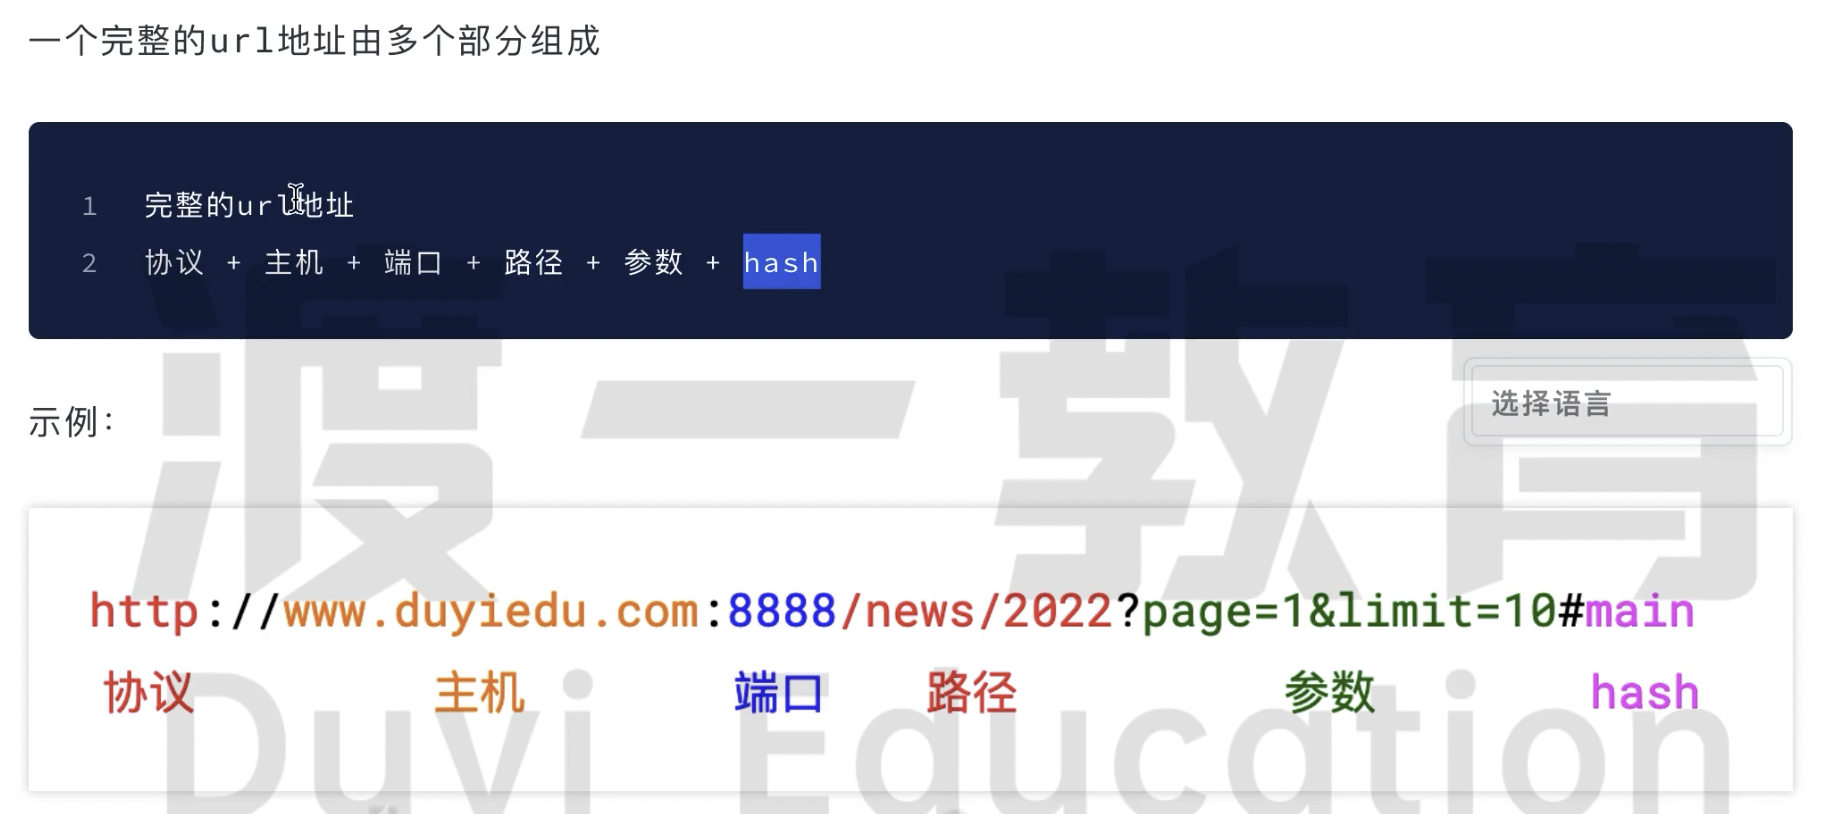 一个完整的url地址由多个部分组成
1 完整的url地址
2 协议 + 主机 + 端口 + 路径 + 参数 + hash
示例：
选择语言
http://www.duyiedu.com:8888/news/2022?page=1&limit=10#main
协议 主机 端口 路径 参数 hash
渡一教育
Duyi Education